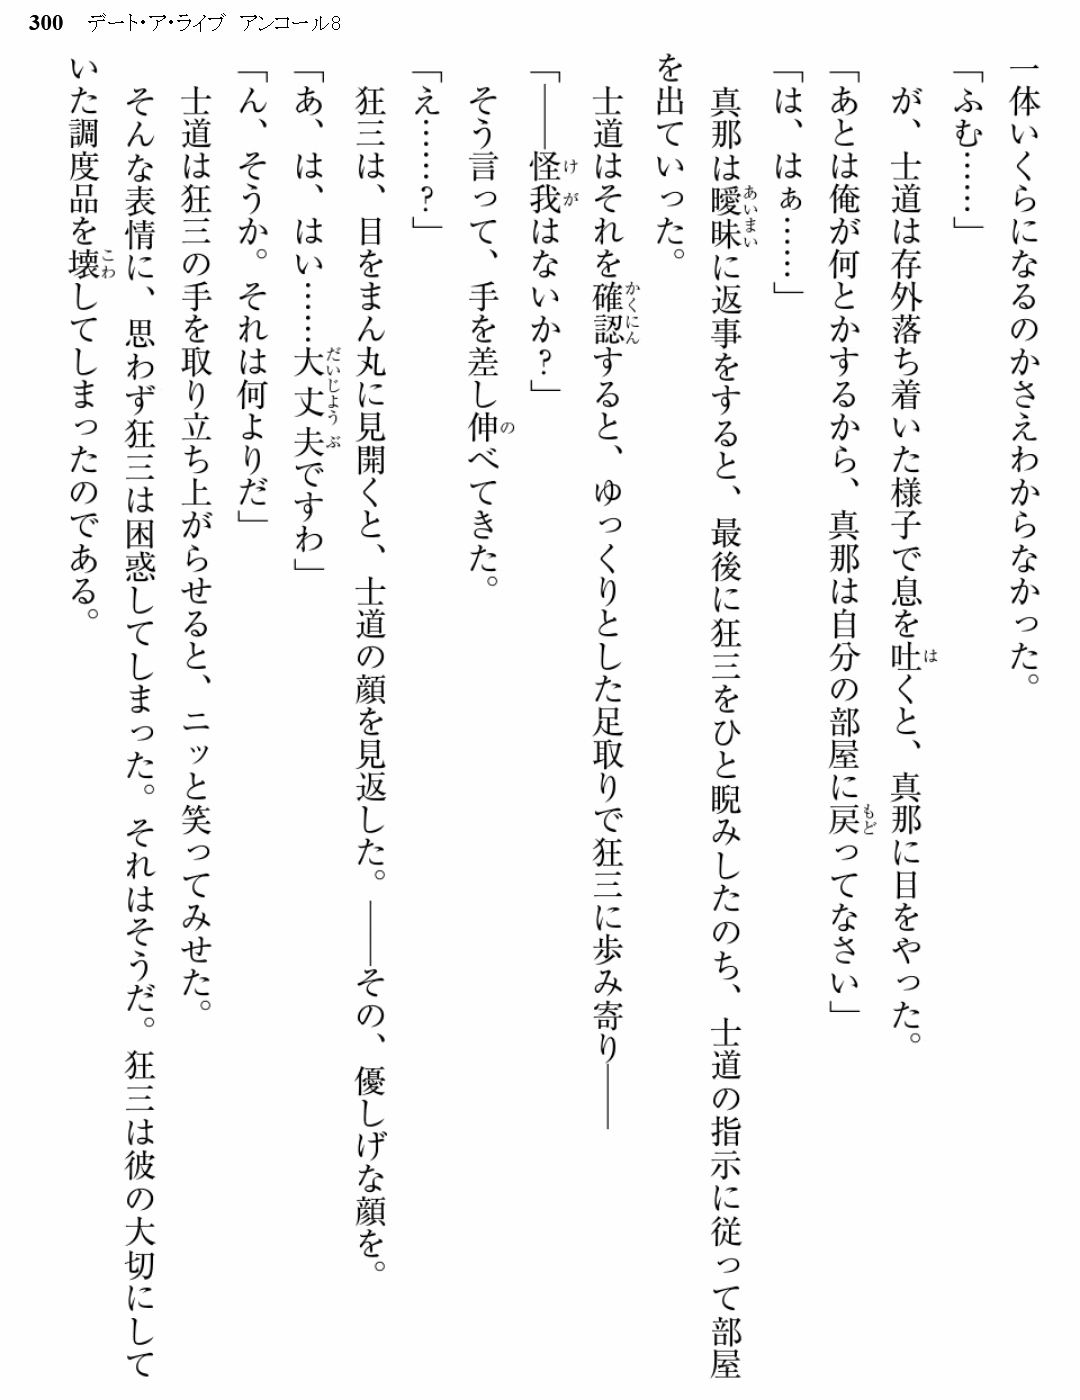 300　デート・ア・ライブ　アンコール8
一体いくらになるのかさえわからなかった。
「ふむ……」
　が、士道は存外落ち着いた様子で息を吐くと、真那に目をやった。
「あとは俺が何とかするから、真那は自分の部屋に戻ってなさい」
「は、はぁ……」
　真那は曖昧に返事をすると、最後に狂三をひと睨みしたのち、士道の指示に従って部屋
を出ていった。
　士道はそれを確認すると、ゆっくりとした足取りで狂三に歩み寄り――
「――怪我はないか？」
　そう言って、手を差し伸べてきた。
「え……？」
　狂三は、目をまん丸に見開くと、士道の顔を見返した。――その、優しげな顔を。
「あ、は、はい……大丈夫ですわ」
「ん、そうか。それは何よりだ」
　士道は狂三の手を取り立ち上がらせると、ニッと笑ってみせた。
　そんな表情に、思わず狂三は困惑してしまった。それはそうだ。狂三は彼の大切にして
いた調度品を壊してしまったのである。